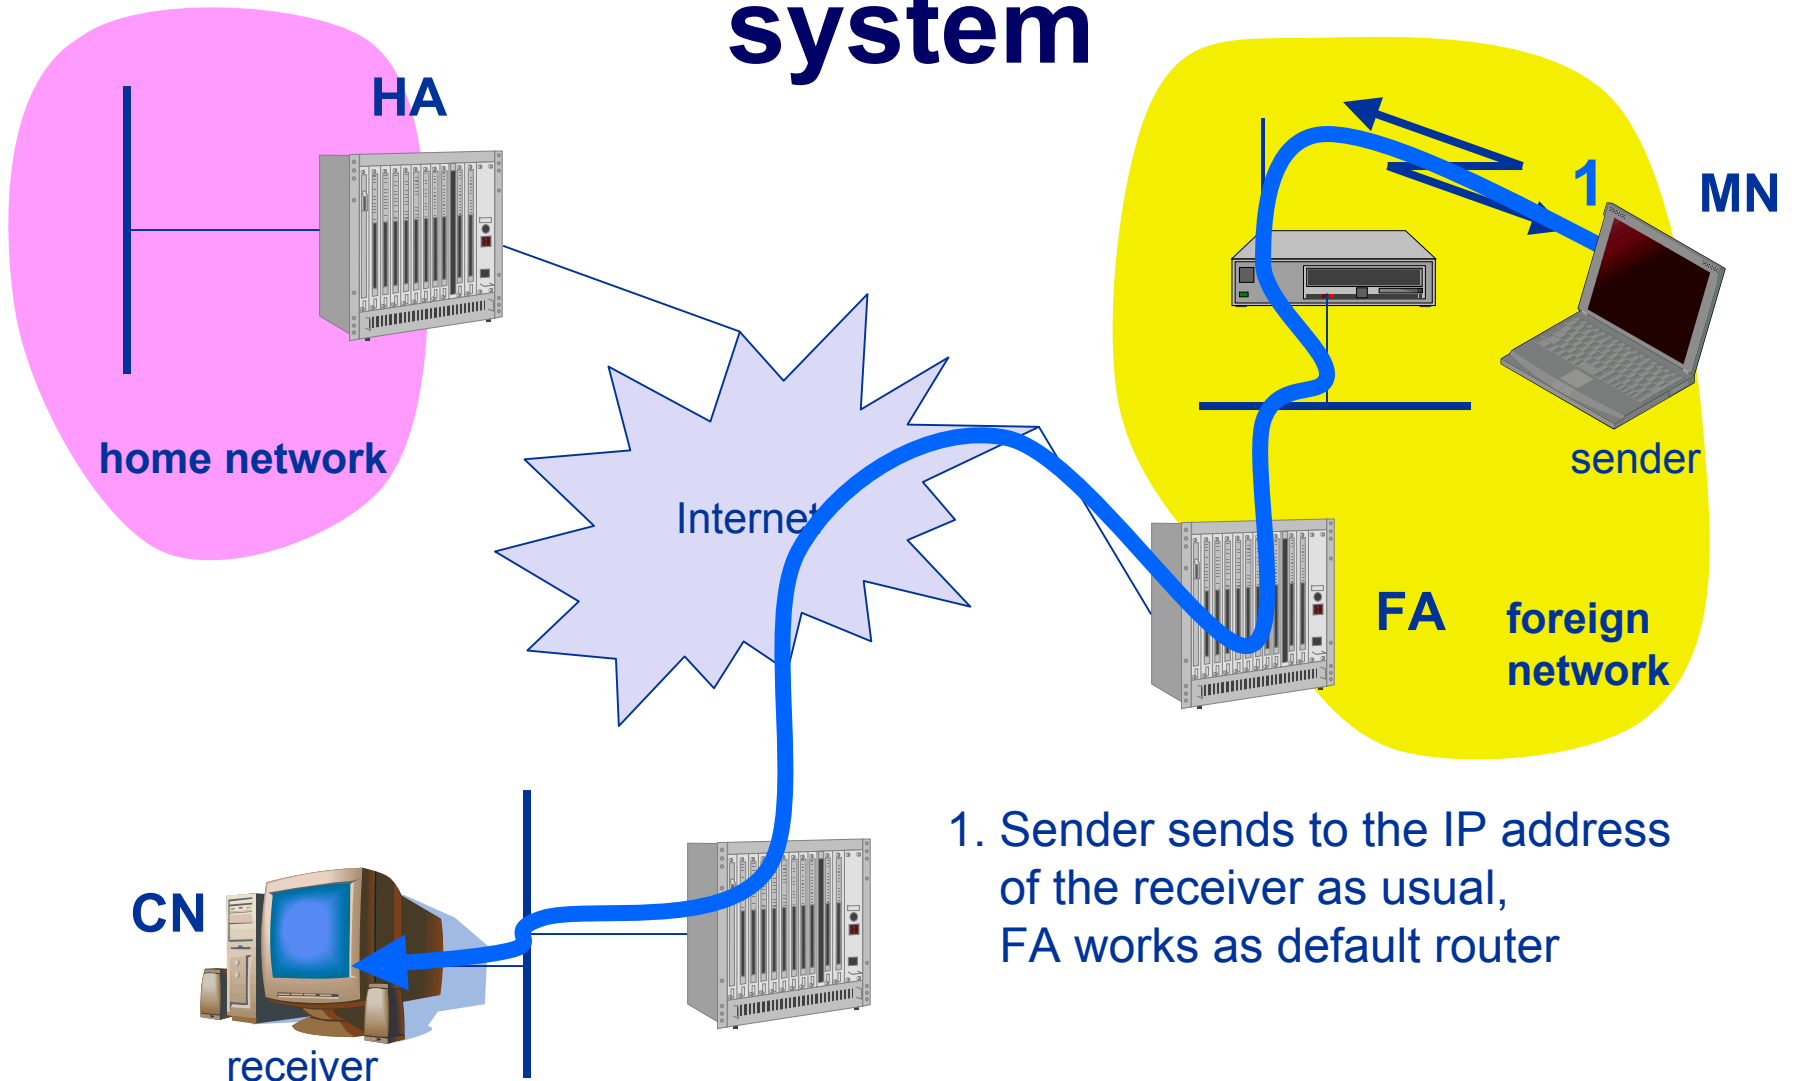 system
HA
1
MN
home network
sender
Internet
FA
foreign
network
1. Sender sends to the IP address
of the receiver as usual,
FA works as default router
CN
receiver